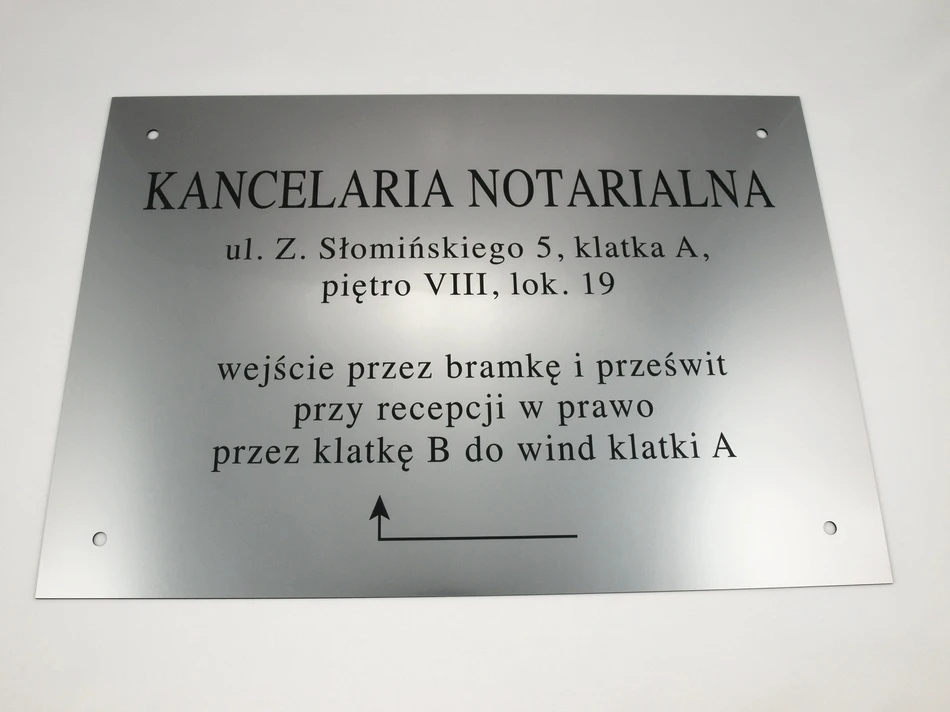 KANCELARIA NOTARIALNA
ul. Z. Słomińskiego 5, klatka A,
piętro VIII, lok. 19
wejście przez bramkę i prześwit
przy recepcji w prawo
przez klatkę B do wind klatki A